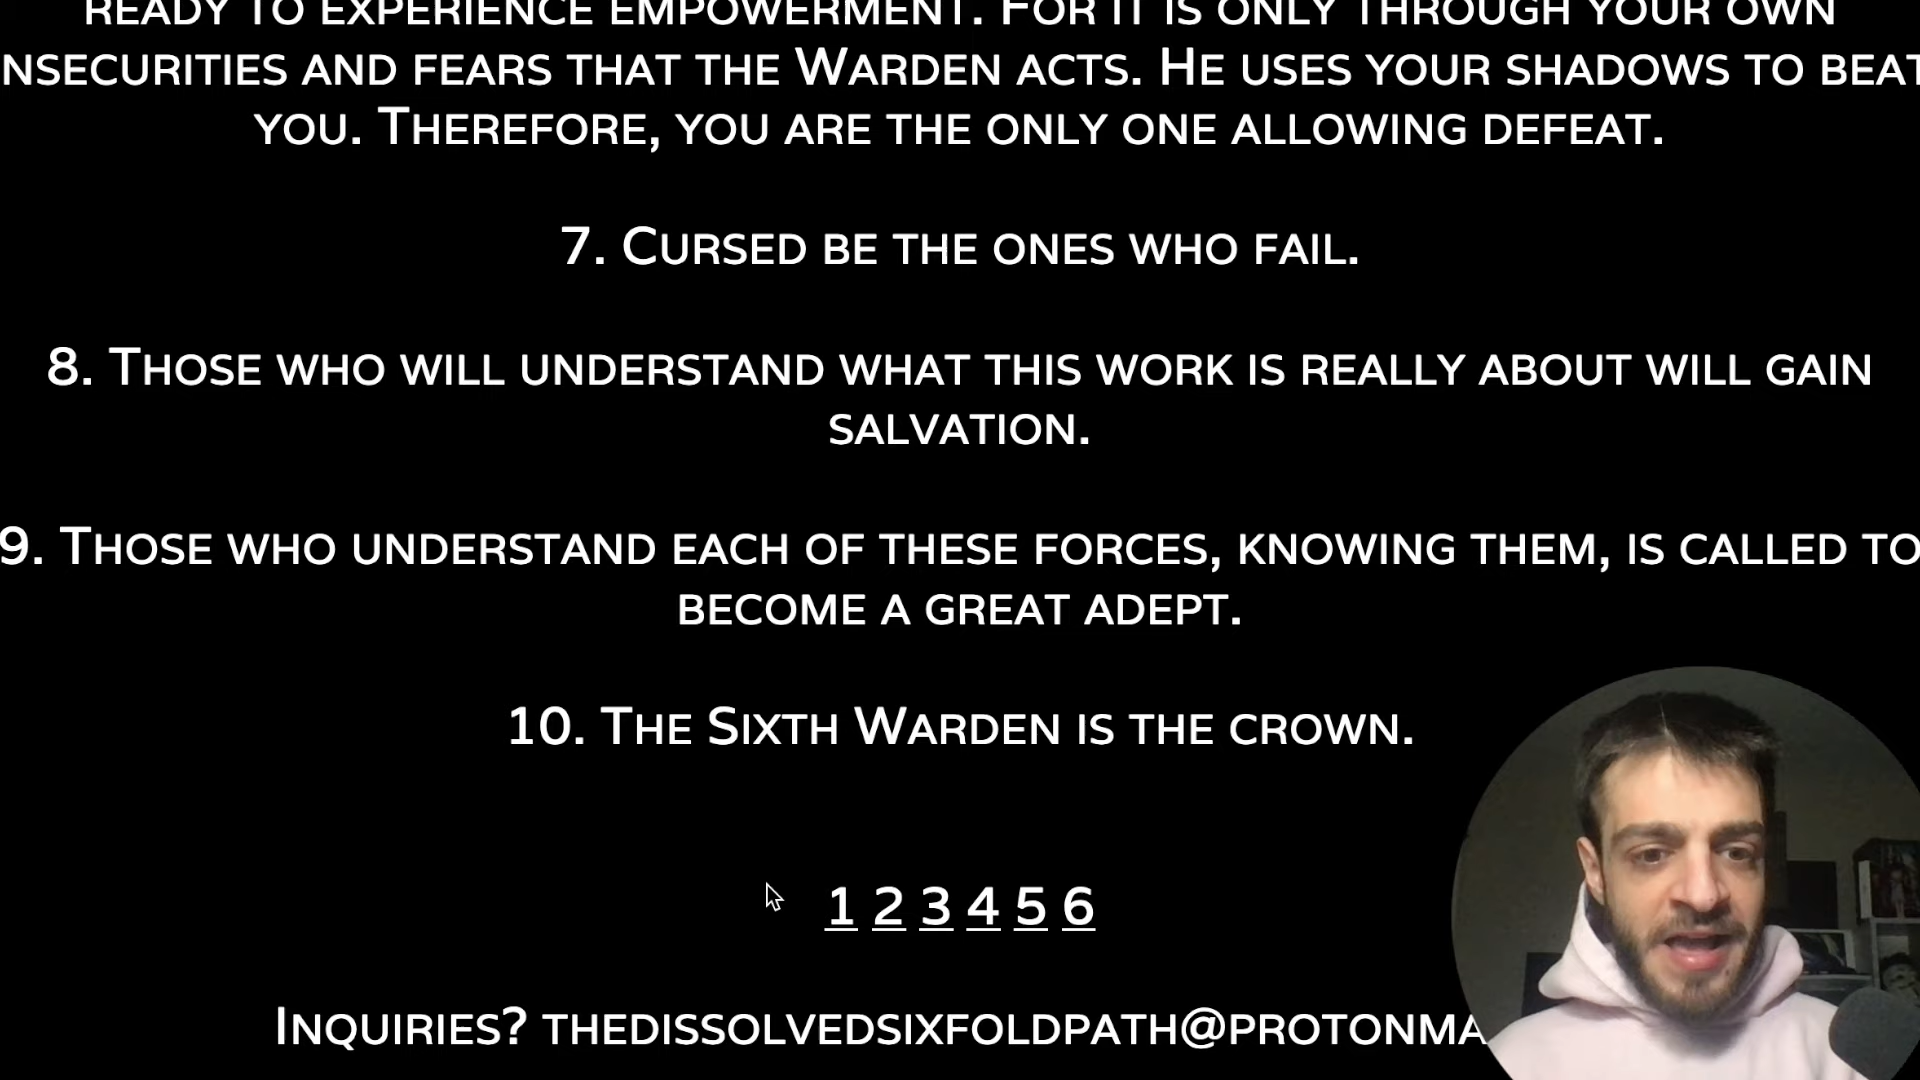 READY TO EXPERIENCE EMPOWERMENT. FOR IT IS ONLY THROUGH YOUR OWN
NSECURITIES AND FEARS THAT THE WARDEN ACTS. HE USES YOUR SHADOWS TO BEAT
YOU. THEREFORE, YOU ARE THE ONLY ONE ALLOWING DEFEAT.
7. CURSED BE THE ONES WHO FAIL.
8. THOSE WHO WILL UNDERSTAND WHAT THIS WORK IS REALLY ABOUT WILL GAIN
SALVATION.
9. THOSE WHO UNDERSTAND EACH OF THESE FORCES, KNOWING THEM, IS CALLED TO
BECOME A GREAT ADEPT.
10. THE SIXTH WARDEN IS THE CROWN.
1 2 3 4 5 6
INQUIRIES? THEDISSOLVEDSIXFOLDPATH@PROTONMA